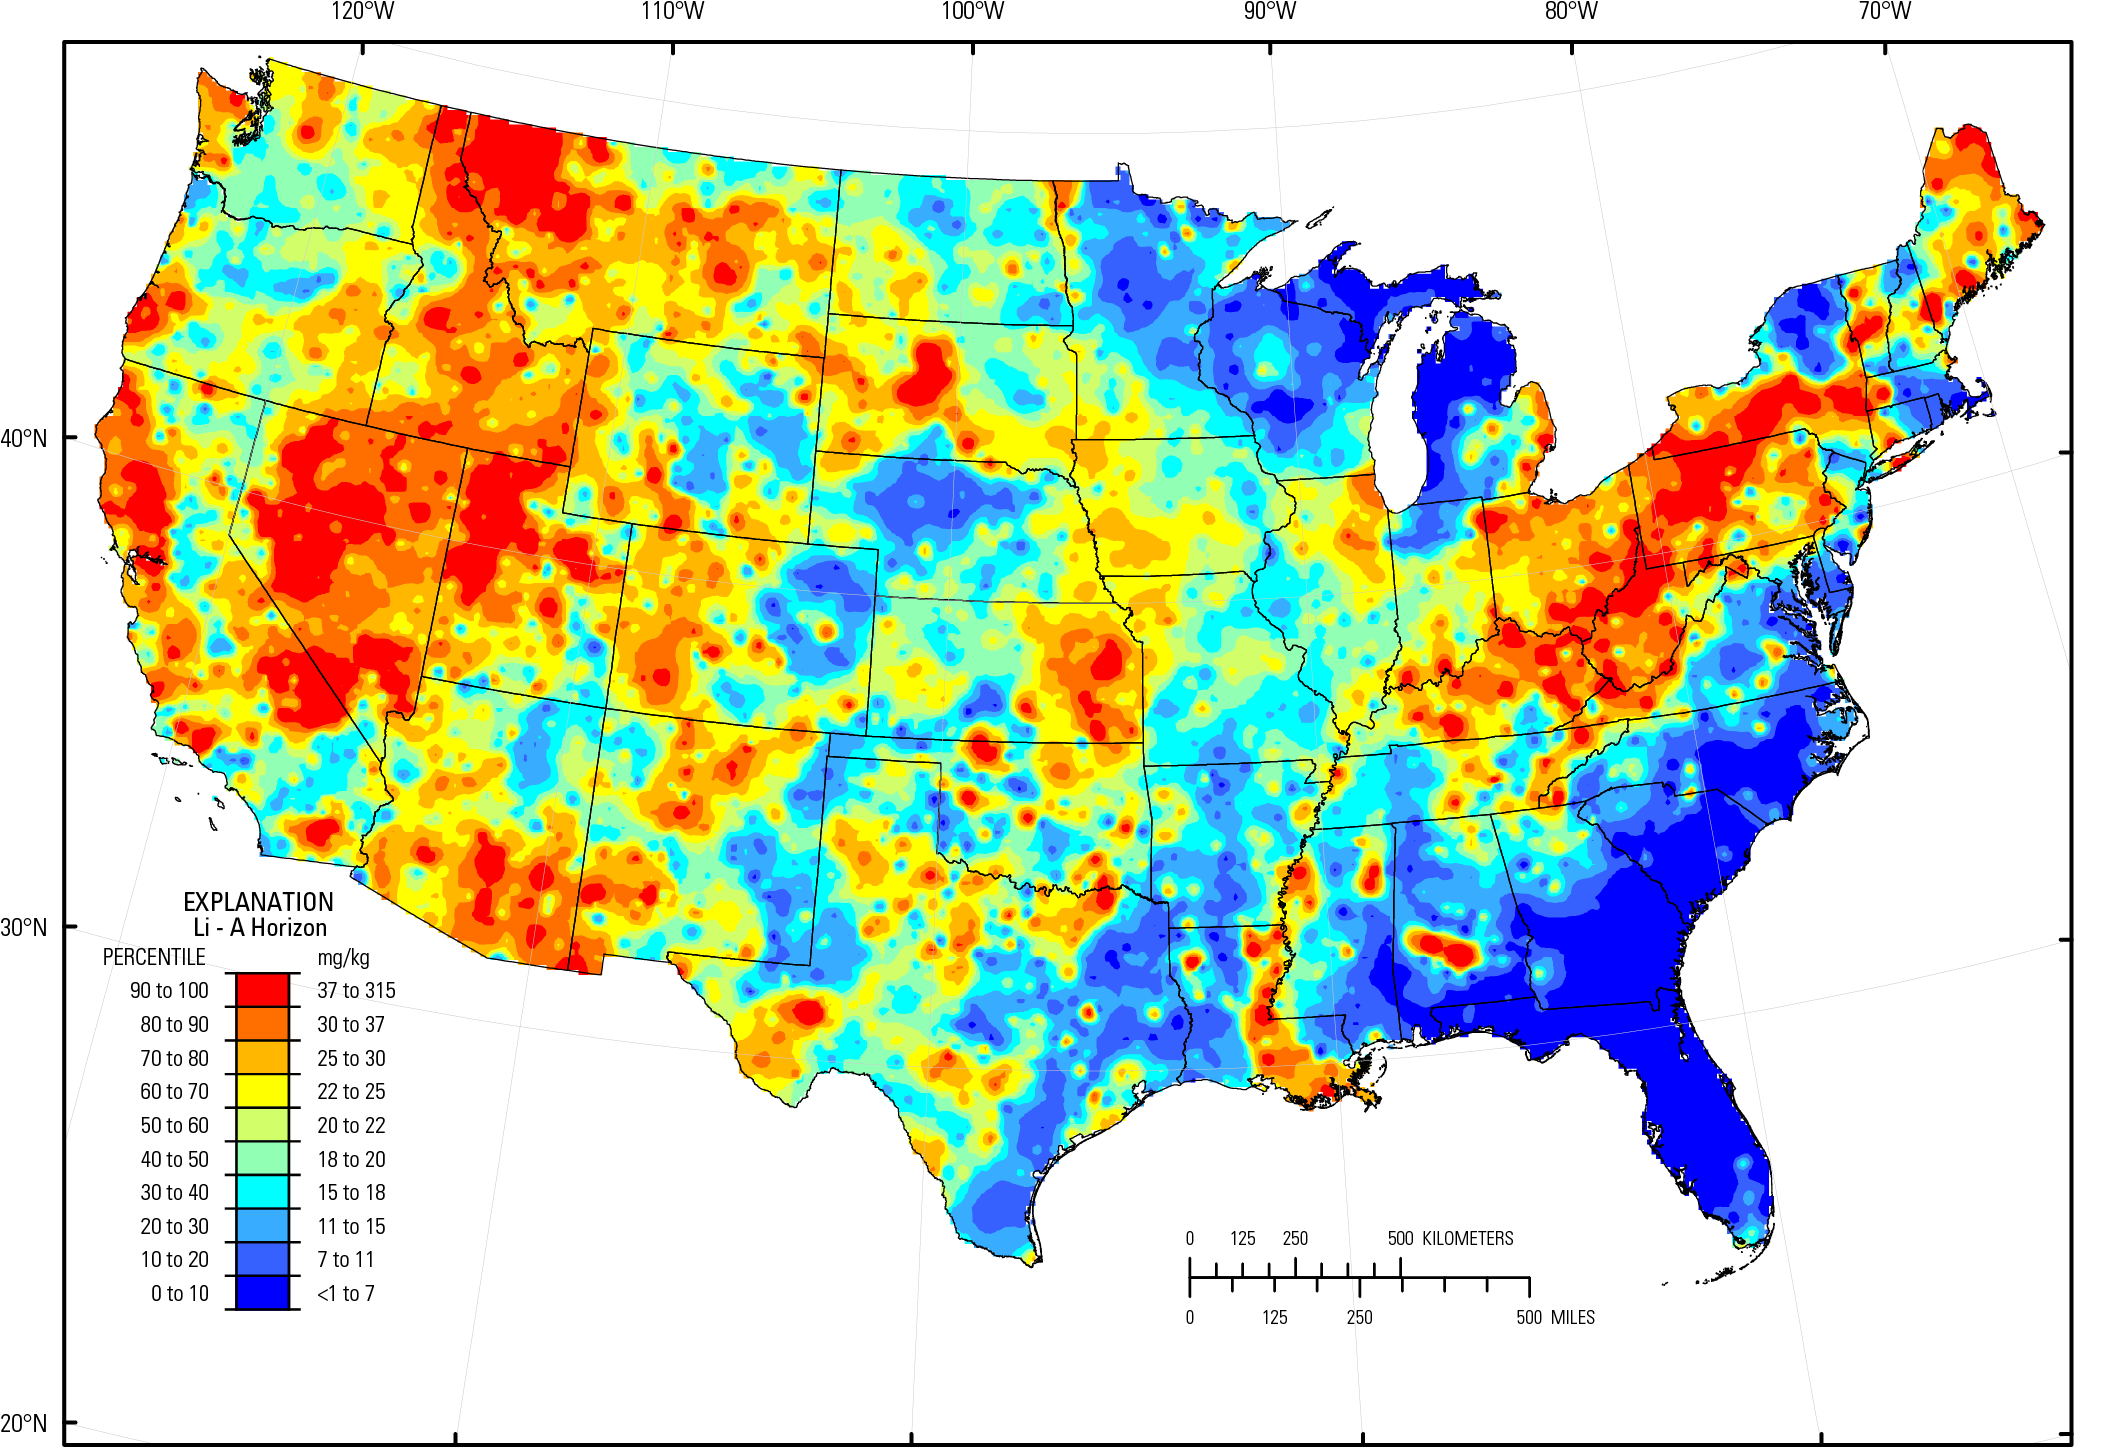 120°W 110°W 100°W 90°W 80°W 70°W
40°N
30°N
20°N
EXPLANATION
Li - A Horizon
PERCENTILE mg/kg
90 to 100 37 to 315
80 to 90 30 to 37
70 to 80 25 to 30
60 to 70 22 to 25
50 to 60 20 to 22
40 to 50 18 to 20
30 to 40 15 to 18
20 to 30 11 to 15
10 to 20 7 to 11
0 to 10 <1 to 7
0 125 250 500 KILOMETERS
0 125 250 500 MILES